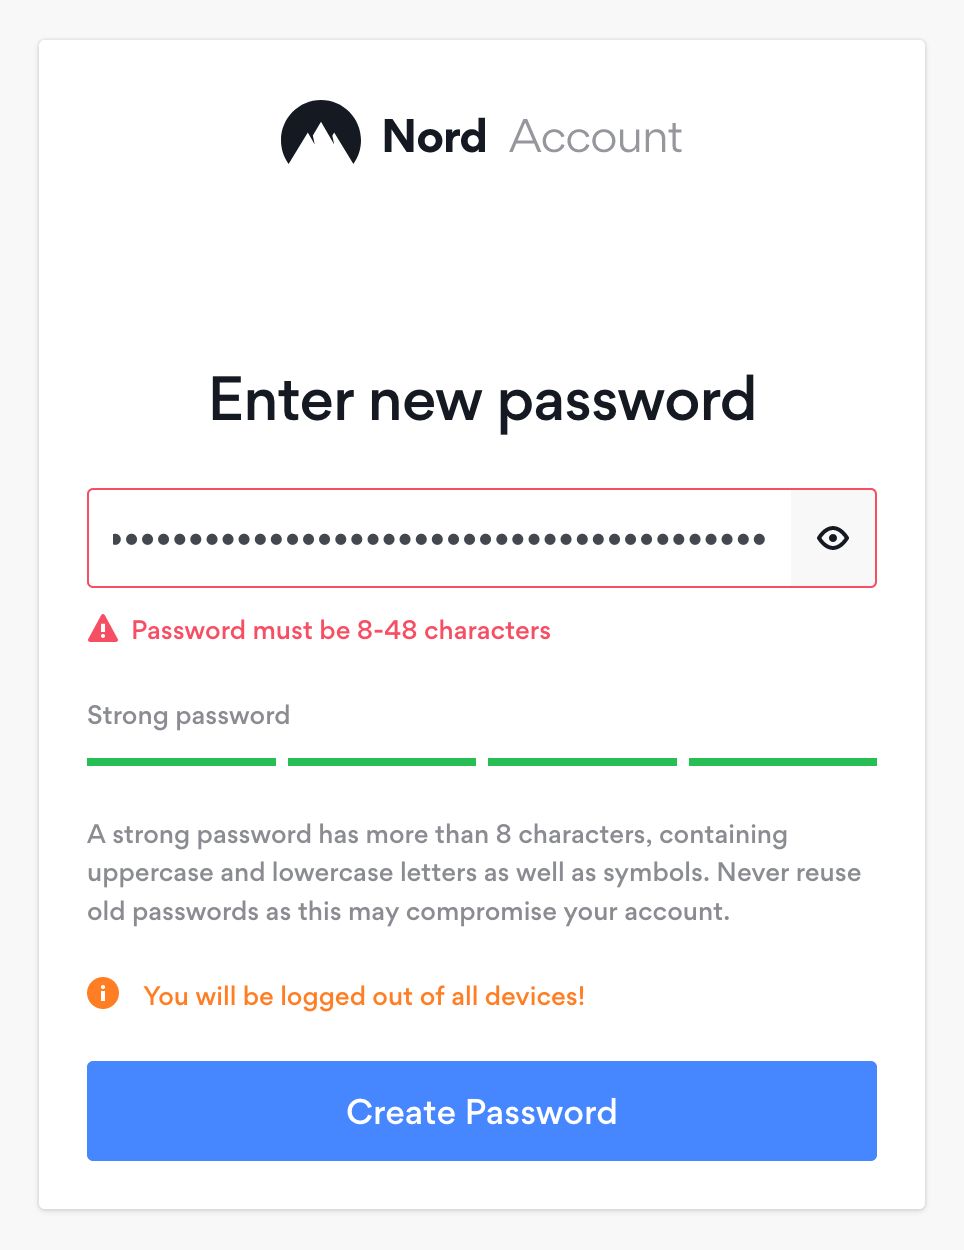 Nord Account
Enter new password
Password must be 8-48 characters
Strong password
A strong password has more than 8 characters, containing
uppercase and lowercase letters as well as symbols. Never reuse
old passwords as this may compromise your account.
You will be logged out of all devices!
Create Password